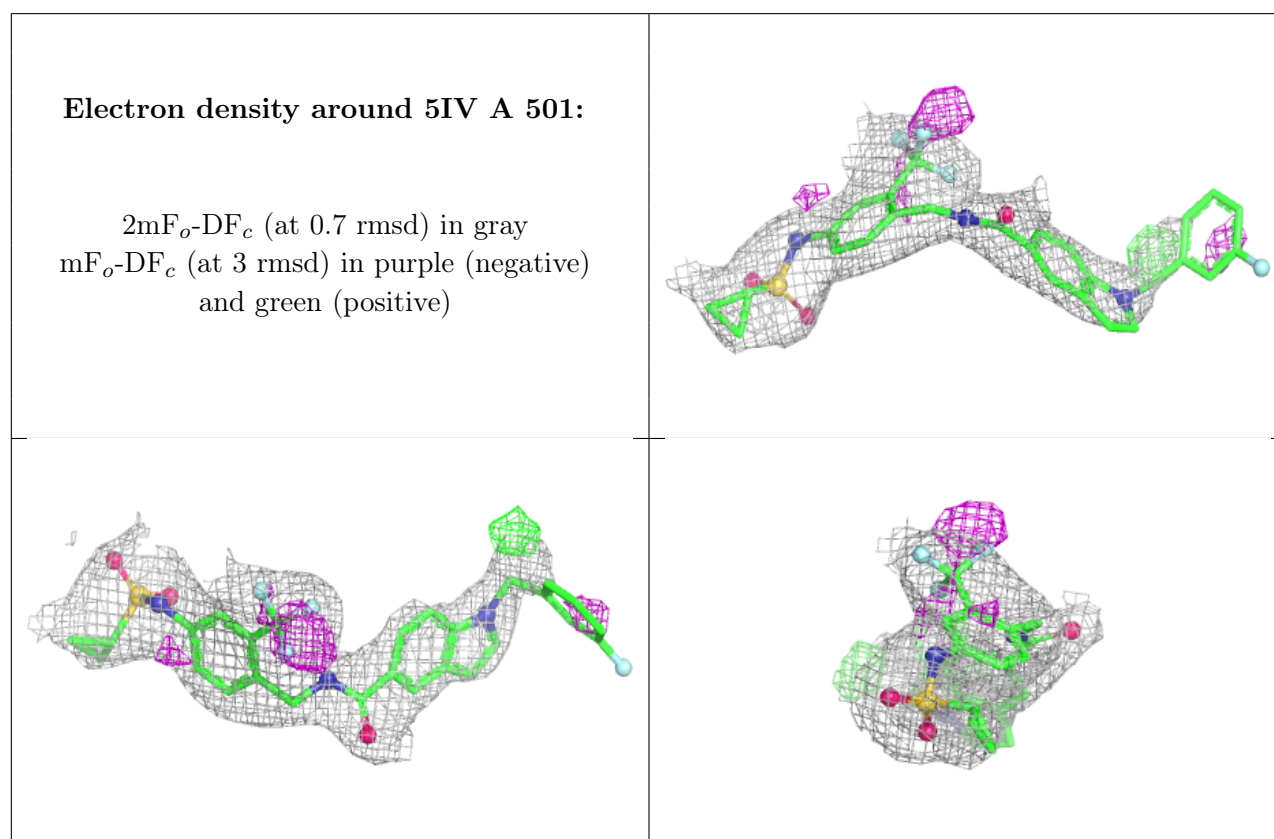 Electron density around 5IV A 501:
2mFo-DFc (at 0.7 rmsd) in gray
mFo-DFc (at 3 rmsd) in purple (negative)
and green (positive)